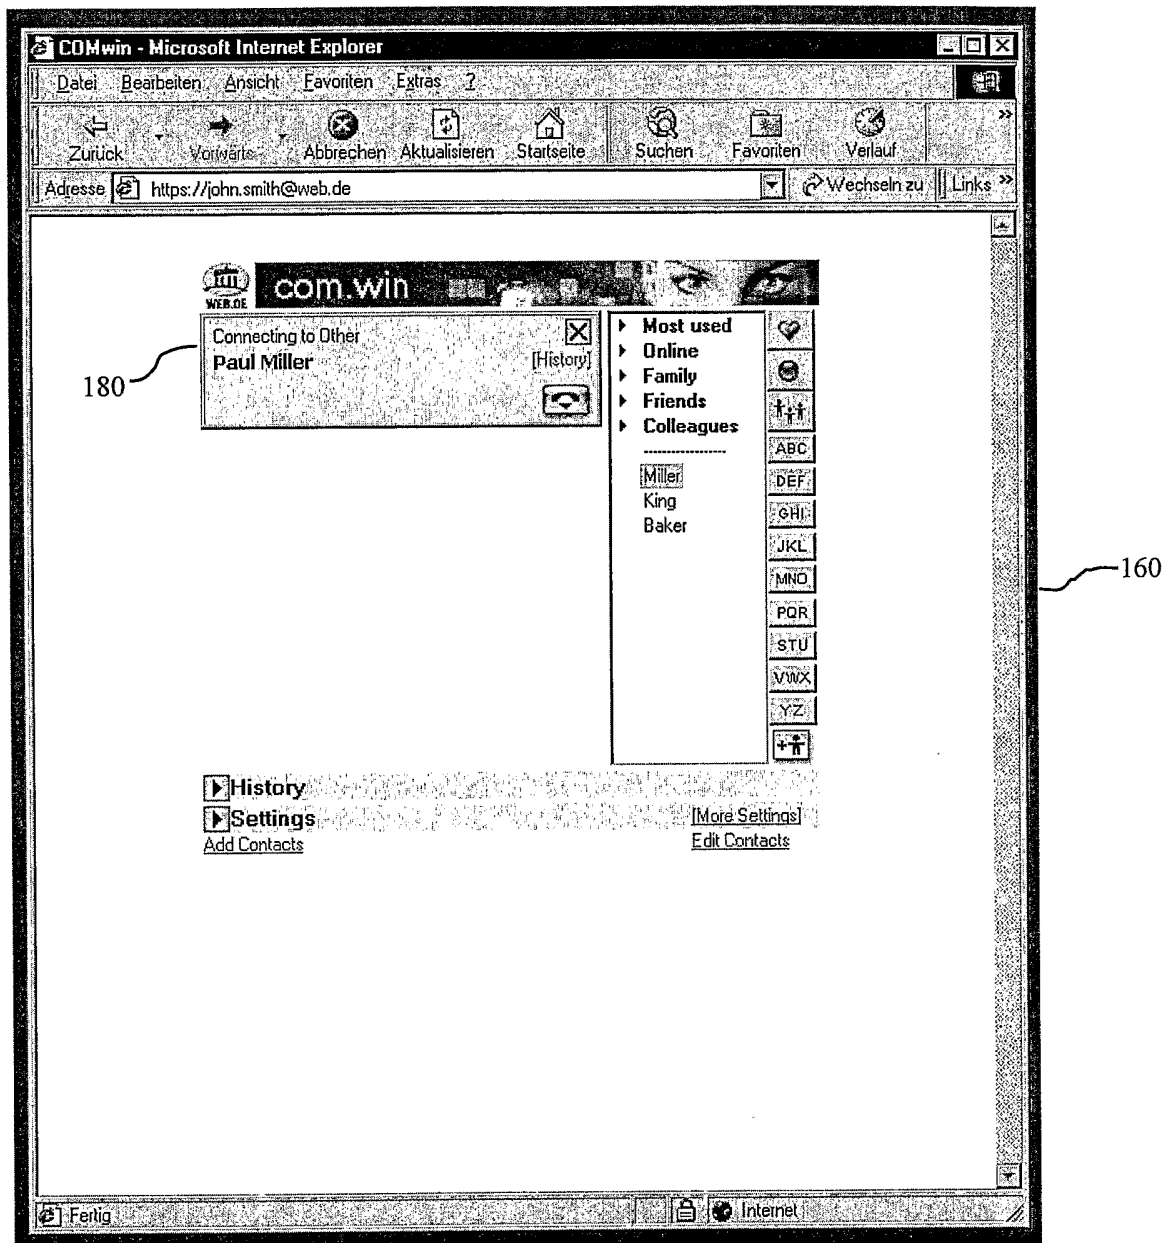 COMwin - Microsoft Internet Explorer
Datei Bearbeiten Ansicht Favoriten Extras ?
Zurück Vorwärts Abbrechen Aktualisieren Startseite Suchen Favoriten Verlauf »
Adresse https://john.smith@web.de Wechseln zu Links »
WEB.DE com.win
Connecting to Other
Paul Miller [History]
180
Most used
Online
Family
Friends
Colleagues
------------------
Miller
King
Baker
ABC
DEF
GHI
JKL
MNO
PQR
STU
VWX
YZ
160
History
Settings [More Settings]
Add Contacts Edit Contacts
Fertig Internet